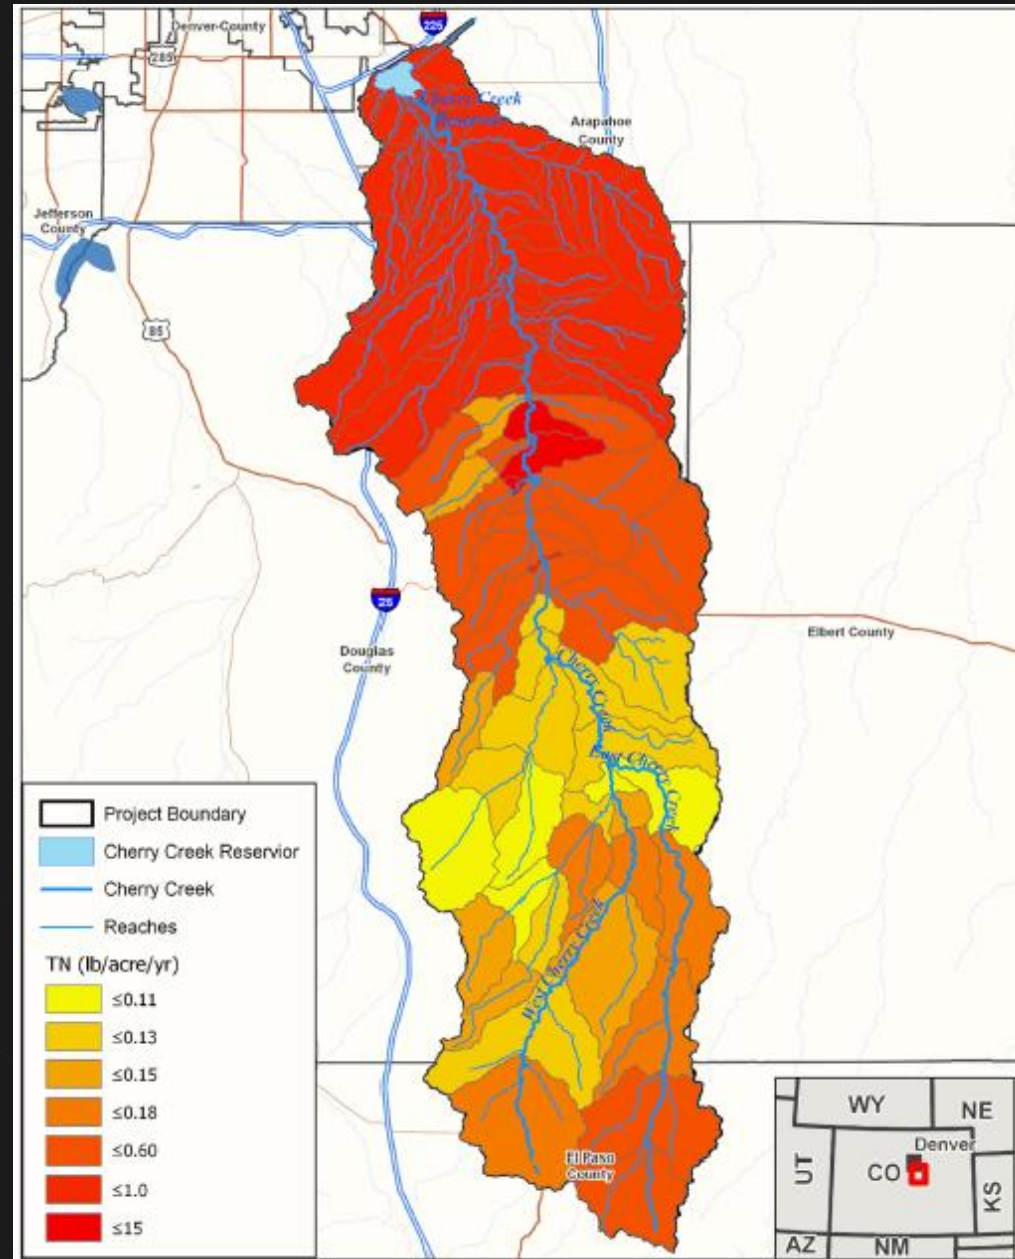 225
Denver-County
285
Cherry Creek
Arapahoe
County
Jefferson
County
85
25
Elbert County
Douglas
County
Cherry Creek
East Cherry Creek
West Cherry Creek
El Paso
County
Project Boundary
Cherry Creek Reservior
Cherry Creek
Reaches
TN (lb/acre/yr)
≤0.11
≤0.13
≤0.15
≤0.18
≤0.60
≤1.0
≤15
WY
NE
Denver
UT
CO
KS
AZ
NM